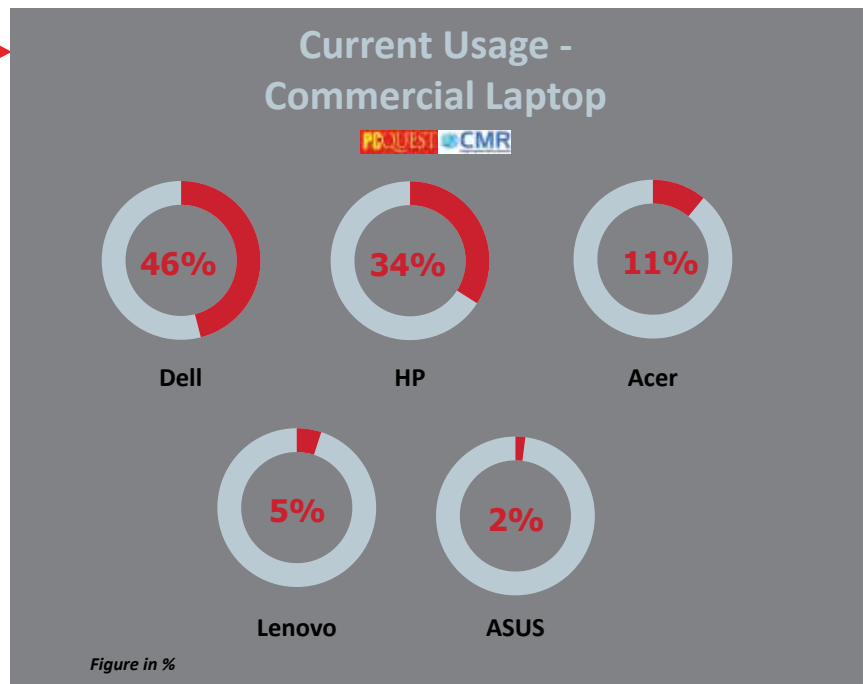 Current Usage -
Commercial Laptop
PCQUEST CMR
46% 34% 11%
Dell HP Acer
5% 2%
Lenovo ASUS
Figure in %